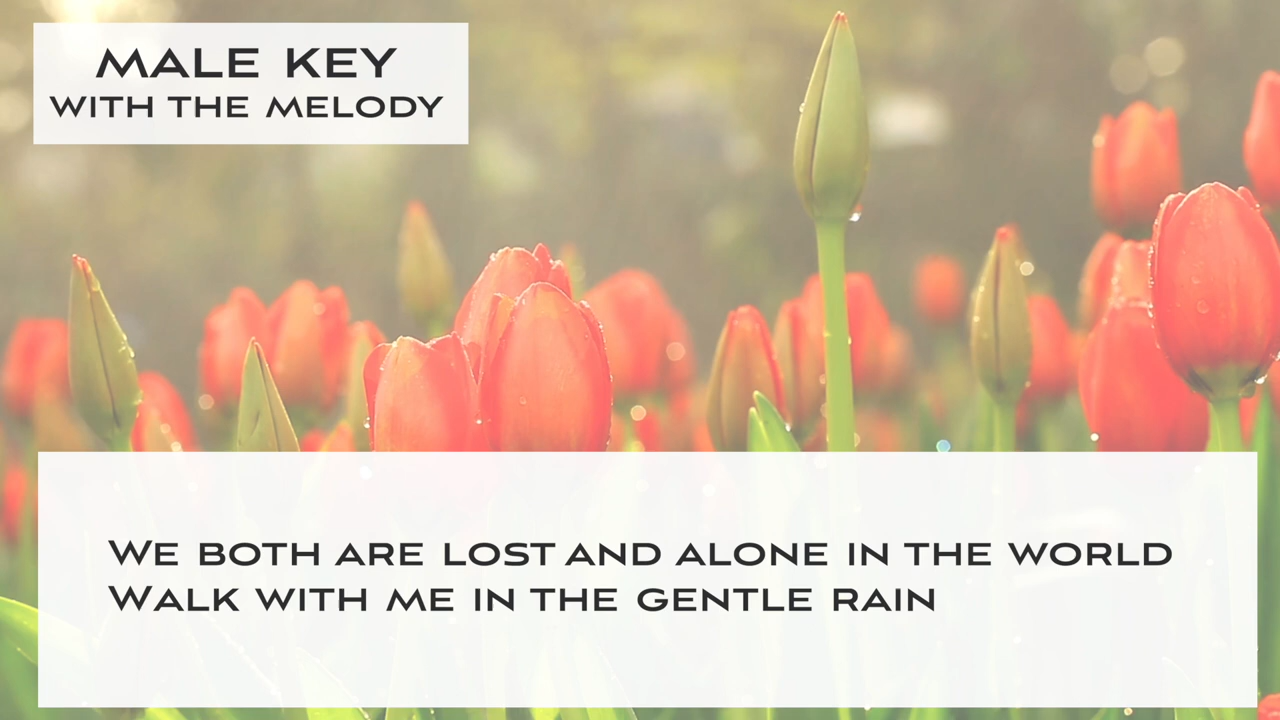 MALE KEY
WITH THE MELODY
WE BOTH ARE LOST AND ALONE IN THE WORLD
WALK WITH ME IN THE GENTLE RAIN